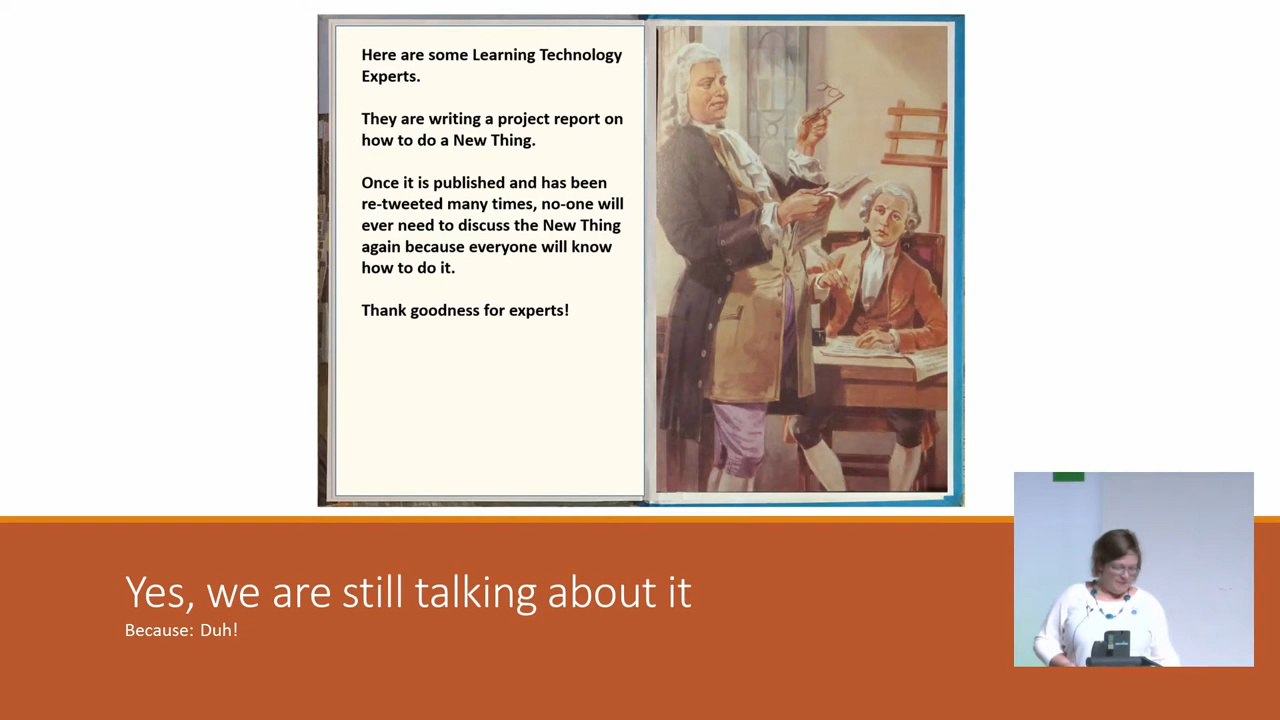 Here are some Learning Technology
Experts.
They are writing a project report on
how to do a New Thing.
Once it is published and has been
re-tweeted many times, no-one will
ever need to discuss the New Thing
again because everyone will know
how to do it.
Thank goodness for experts!
Yes, we are still talking about it
Because: Duh!